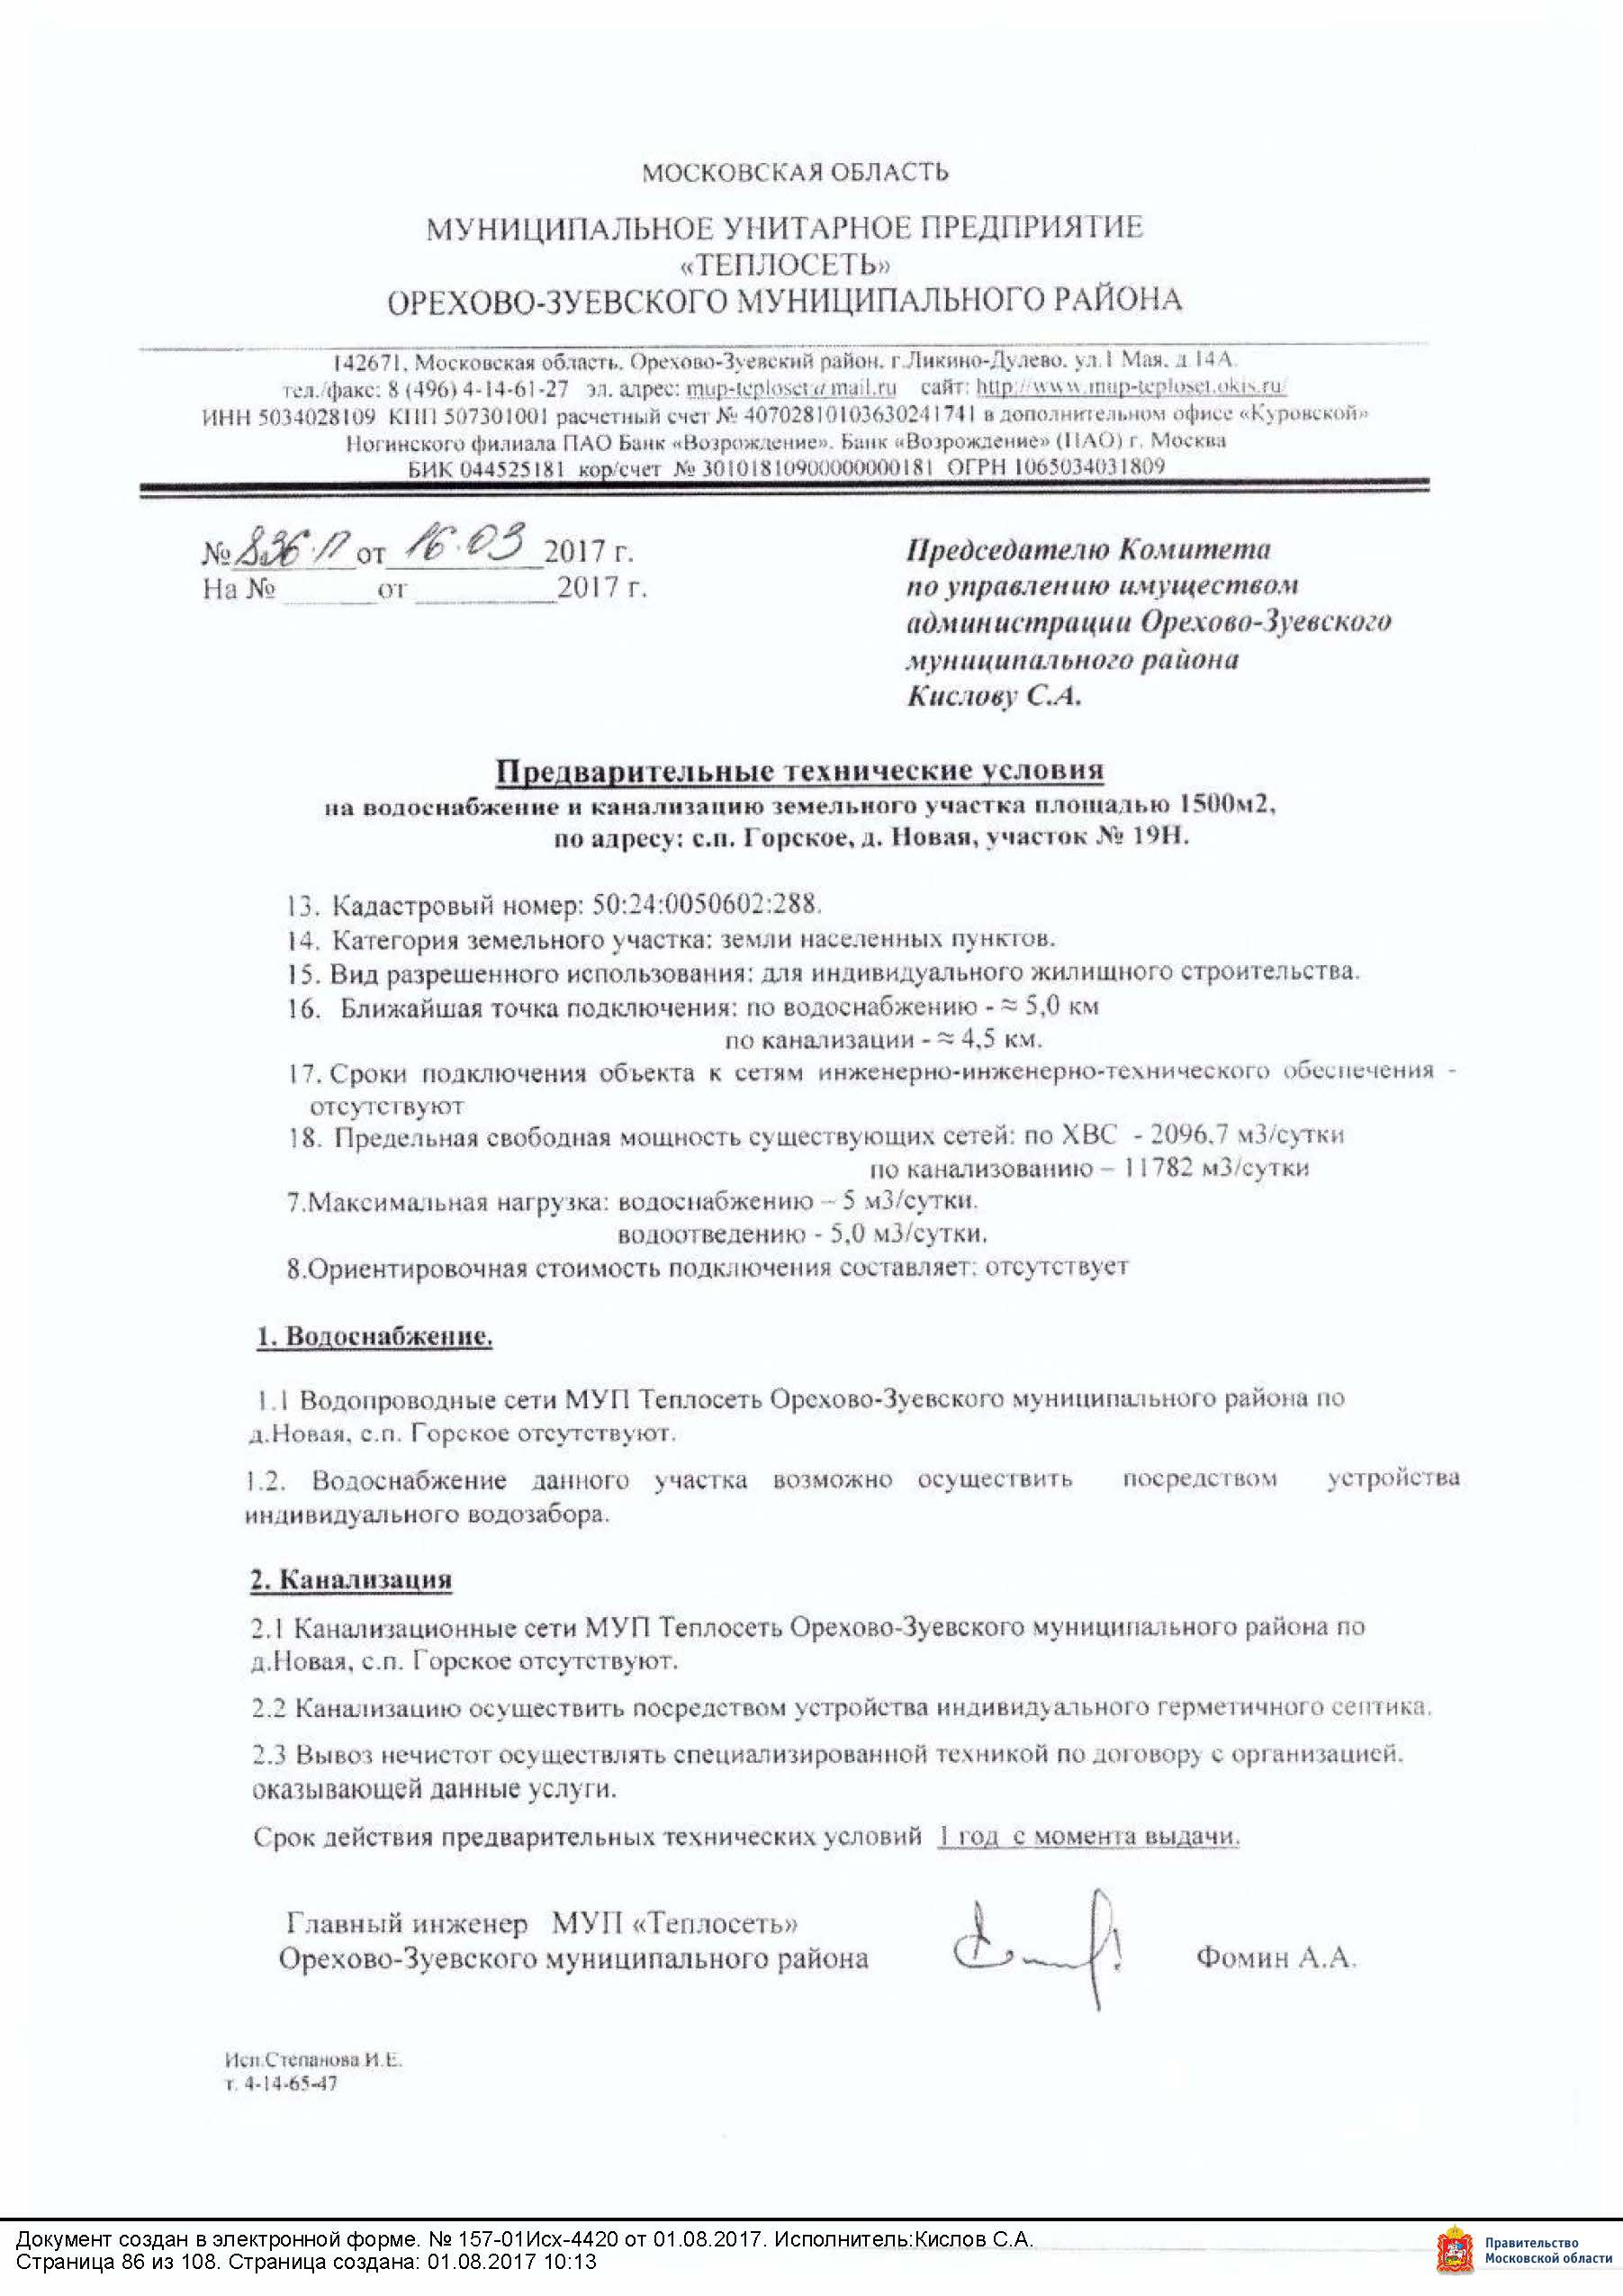 МОСКОВСКАЯ ОБЛАСТЬ
МУНИЦИПАЛЬНОЕ УНИТАРНОЕ ПРЕДПРИЯТИЕ
«ТЕПЛОСЕТЬ»
ОРЕХОВО-ЗУЕВСКОГО МУНИЦИПАЛЬНОГО РАЙОНА
142671, Московская область, Орехово-Зуевский район, г.Ликино-Дулево, ул.1 Мая, д 14А.
тел./факс: 8 (496) 4-14-61-27 эл. адрес: mup-teploset@mail.ru сайт: http://www.mup-teploset.okis.ru/
ИНН 5034028109 КПП 507301001 расчетный счет № 40702810103630241741 в дополнительном офисе «Куровской»
Ногинского филиала ПАО Банк «Возрождение». Банк «Возрождение» (ПАО) г. Москва
БИК 044525181 кор/счет № 30101810900000000181 ОГРН 1065034031809
№ 836.П от 16.03 2017 г.
На № ______ от _________ 2017 г.
Председателю Комитета
по управлению имуществом
администрации Орехово-Зуевского
муниципального района
Кислову С.А.
Предварительные технические условия
на водоснабжение и канализацию земельного участка площадью 1500м2,
по адресу: с.п. Горское, д. Новая, участок № 19Н.
13. Кадастровый номер: 50:24:0050602:288.
14. Категория земельного участка: земли населенных пунктов.
15. Вид разрешенного использования: для индивидуального жилищного строительства.
16. Ближайшая точка подключения: по водоснабжению - ≈ 5,0 км
по канализации - ≈ 4,5 км.
17. Сроки подключения объекта к сетям инженерно-инженерно-технического обеспечения -
отсутствуют
18. Предельная свободная мощность существующих сетей: по ХВС - 2096,7 м3/сутки
по канализованию – 11782 м3/сутки
7.Максимальная нагрузка: водоснабжению – 5 м3/сутки.
водоотведению - 5,0 м3/сутки.
8.Ориентировочная стоимость подключения составляет: отсутствует
1. Водоснабжение.
1.1 Водопроводные сети МУП Теплосеть Орехово-Зуевского муниципального района по
д.Новая, с.п. Горское отсутствуют.
1.2. Водоснабжение данного участка возможно осуществить посредством устройства
индивидуального водозабора.
2. Канализация
2.1 Канализационные сети МУП Теплосеть Орехово-Зуевского муниципального района по
д.Новая, с.п. Горское отсутствуют.
2.2 Канализацию осуществить посредством устройства индивидуального герметичного септика.
2.3 Вывоз нечистот осуществлять специализированной техникой по договору с организацией,
оказывающей данные услуги.
Срок действия предварительных технических условий 1 год с момента выдачи.
Главный инженер МУП «Теплосеть»
Орехово-Зуевского муниципального района Фомин А.А.
Исп.Степанова И.Е.
т. 4-14-65-47
Документ создан в электронной форме. № 157-01Исх-4420 от 01.08.2017. Исполнитель:Кислов С.А.
Страница 86 из 108. Страница создана: 01.08.2017 10:13
Правительство
Московской области